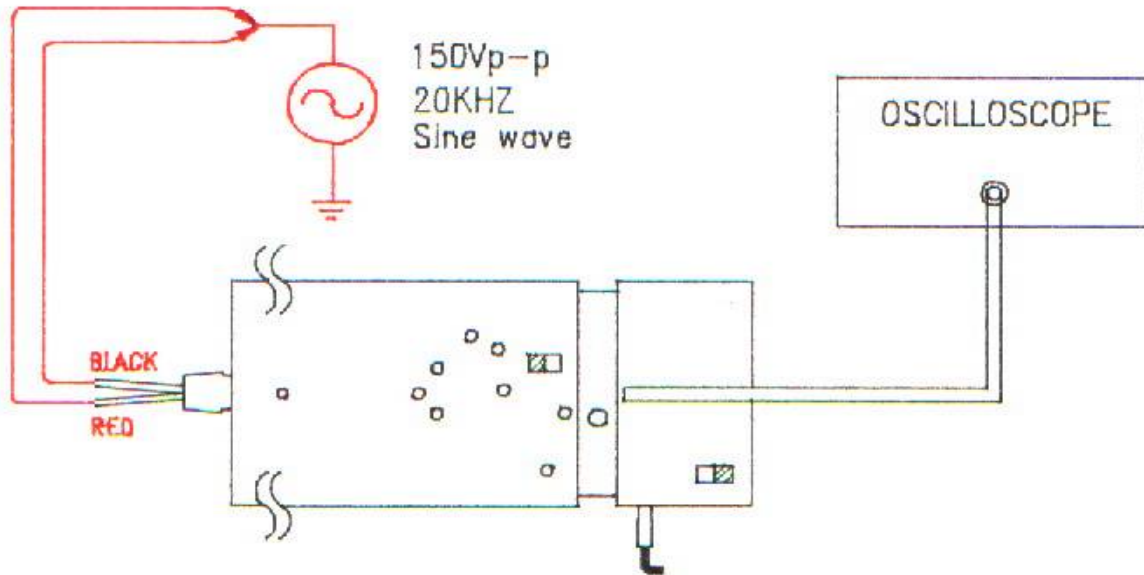 150Vp-p
20KHZ
Sine wave
OSCILLOSCOPE
BLACK
RED